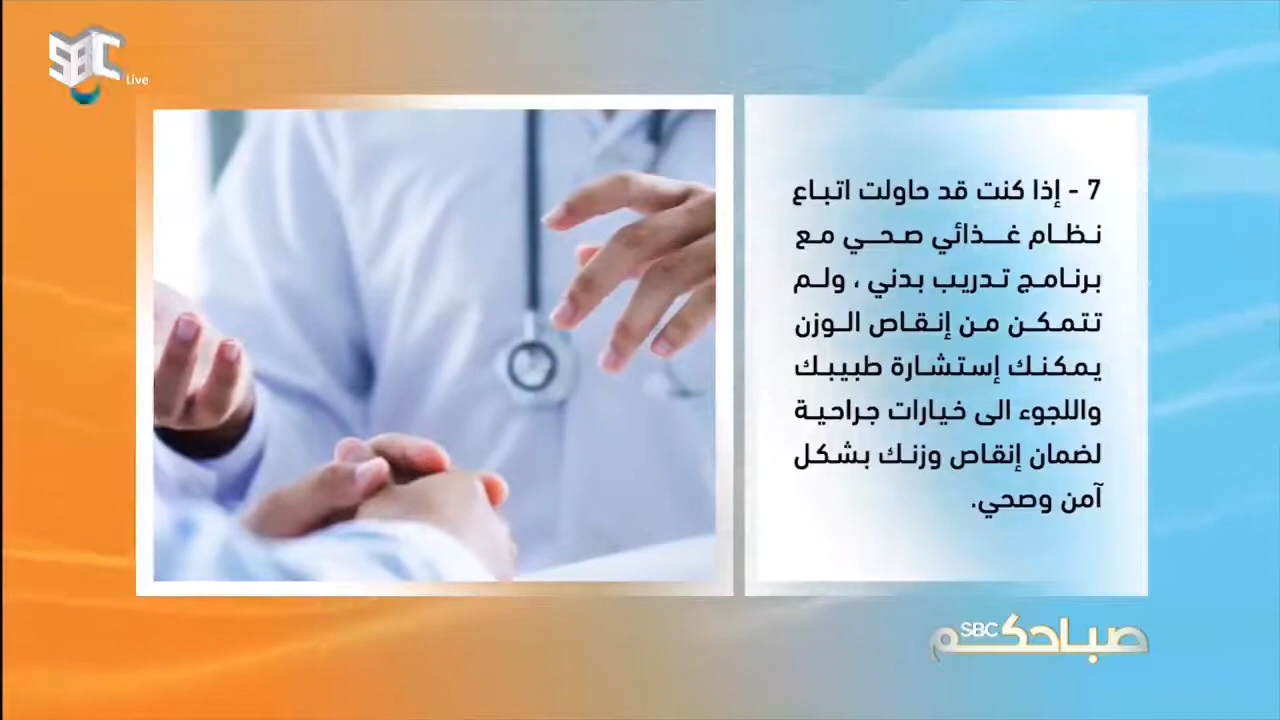 SBC
Live
7 - إذا كنت قد حاولت اتباع
نظام غذائي صحي مع
برنامج تدريب بدني ، ولم
تتمكن من إنقاص الوزن
يمكنك إستشارة طبيبك
واللجوء الى خيارات جراحية
لضمان إنقاص وزنك بشكل
آمن وصحي.
صباحكم SBC